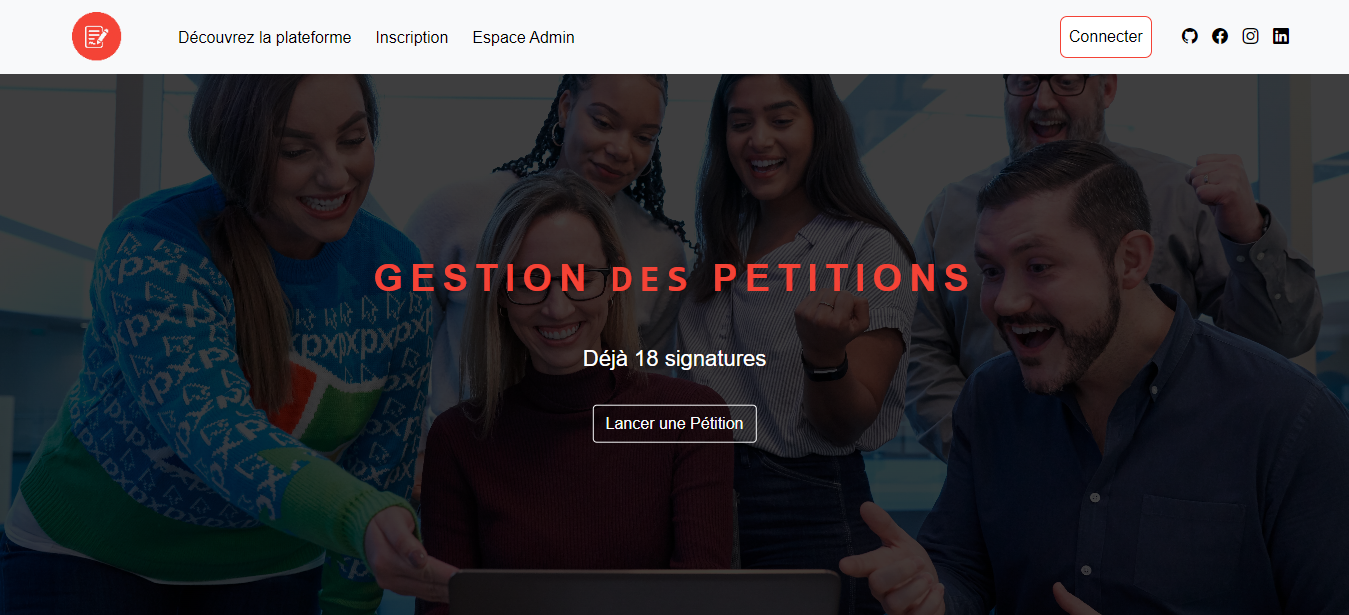 Découvrez la plateforme Inscription Espace Admin Connecter
GESTION DES PETITIONS
Déjà 18 signatures
Lancer une Pétition